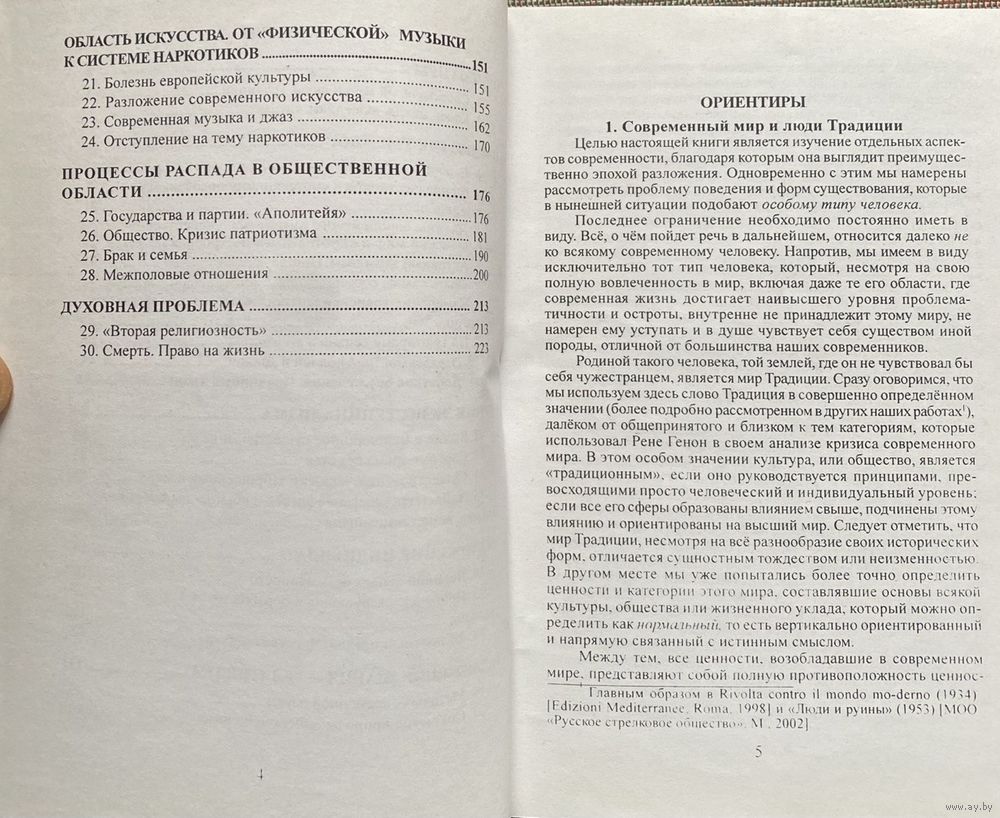 ОБЛАСТЬ ИСКУССТВА. ОТ «ФИЗИЧЕСКОЙ» МУЗЫКИ
К СИСТЕМЕ НАРКОТИКОВ.....151
21. Болезнь европейской культуры.....151
22. Разложение современного искусства.....155
23. Современная музыка и джаз.....162
24. Отступление на тему наркотиков.....170
ПРОЦЕССЫ РАСПАДА В ОБЩЕСТВЕННОЙ
ОБЛАСТИ.....176
25. Государства и партии. «Аполитейя».....176
26. Общество. Кризис патриотизма.....181
27. Брак и семья.....190
28. Межполовые отношения.....200
ДУХОВНАЯ ПРОБЛЕМА.....213
29. «Вторая религиозность».....213
30. Смерть. Право на жизнь.....223
4
ОРИЕНТИРЫ
1. Современный мир и люди Традиции
Целью настоящей книги является изучение отдельных аспек-
тов современности, благодаря которым она выглядит преимущес-
твенно эпохой разложения. Одновременно с этим мы намерены
рассмотреть проблему поведения и форм существования, которые
в нынешней ситуации подобают особому типу человека.
Последнее ограничение необходимо постоянно иметь в
виду. Всё, о чём пойдет речь в дальнейшем, относится далеко не
ко всякому современному человеку. Напротив, мы имеем в виду
исключительно тот тип человека, который, несмотря на свою
полную вовлеченность в мир, включая даже те его области, где
современная жизнь достигает наивысшего уровня проблема-
тичности и остроты, внутренне не принадлежит этому миру, не
намерен ему уступать и в душе чувствует себя существом иной
породы, отличной от большинства наших современников.
Родиной такого человека, той землей, где он не чувствовал бы
себя чужестранцем, является мир Традиции. Сразу оговоримся, что
мы используем здесь слово Традиция в совершенно определённом
значении (более подробно рассмотренном в других наших работах¹),
далёком от общепринятого и близком к тем категориям, которые
использовал Рене Генон в своем анализе кризиса современного
мира. В этом особом значении культура, или общество, является
«традиционным», если оно руководствуется принципами, пре-
восходящими просто человеческий и индивидуальный уровень;
если все его сферы образованы влиянием свыше, подчинены этому
влиянию и ориентированы на высший мир. Следует отметить, что
мир Традиции, несмотря на всё разнообразие своих исторических
форм, отличается сущностным тождеством или неизменностью.
В другом месте мы уже попытались более точно определить
ценности и категории этого мира, составлявшие основы всякой
культуры, общества или жизненного уклада, который можно оп-
ределить как нормальный, то есть вертикально ориентированный
и напрямую связанный с истинным смыслом.
Между тем, все ценности, возобладавшие в современном
мире, представляют собой полную противоположность ценнос-
¹ Главным образом в Rivolta contro il mondo mo-derno (1934)
[Edizioni Mediterranee, Roma, 1998] и «Люди и руины» (1953) [МОО
«Русское стрелковое общество», М., 2002]
5
www.ay.by